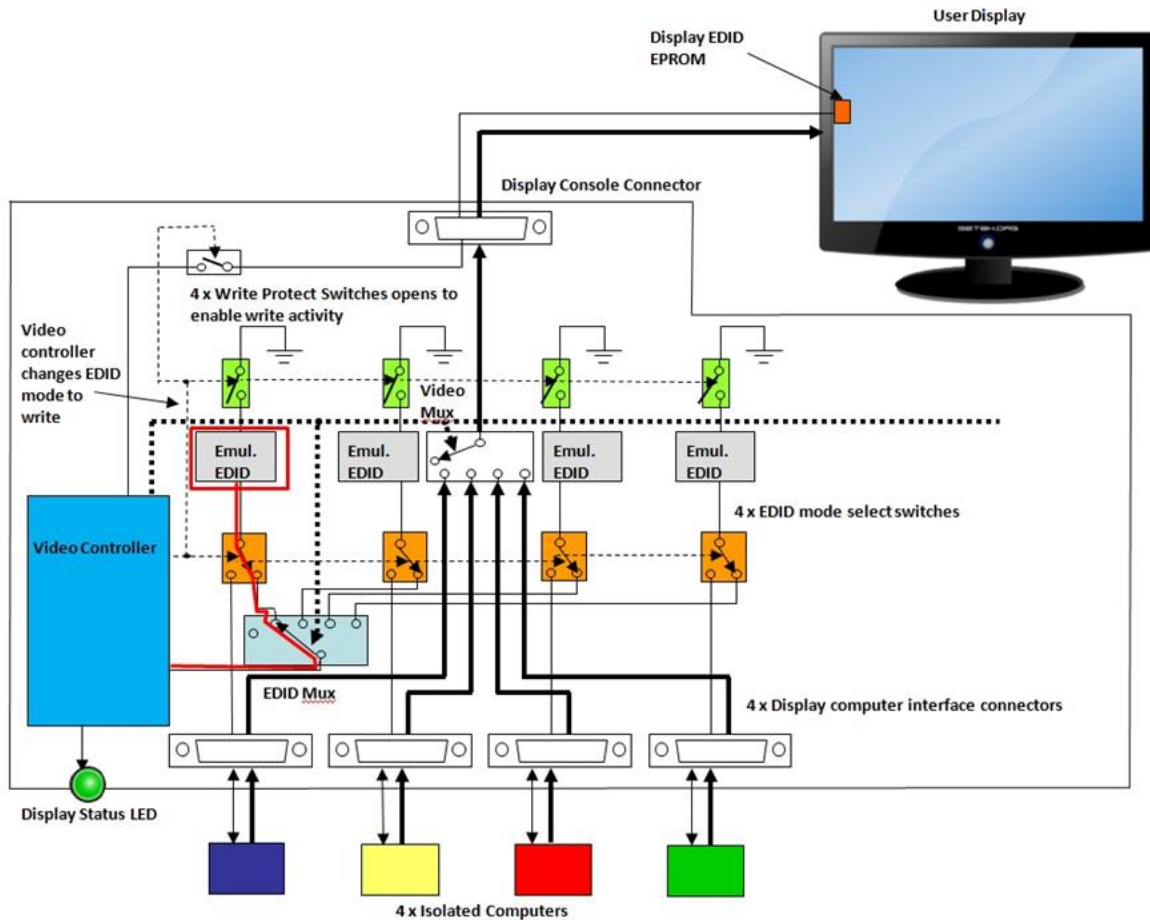 User Display
Display EDID
EPROM
Display Console Connector
4 x Write Protect Switches opens to
enable write activity
Video
controller
changes EDID
mode to
write
Video
Mux
Emul.
EDID
Emul.
EDID
Emul.
EDID
Emul.
EDID
4 x EDID mode select switches
Video Controller
EDID Mux
4 x Display computer interface connectors
Display Status LED
4 x Isolated Computers